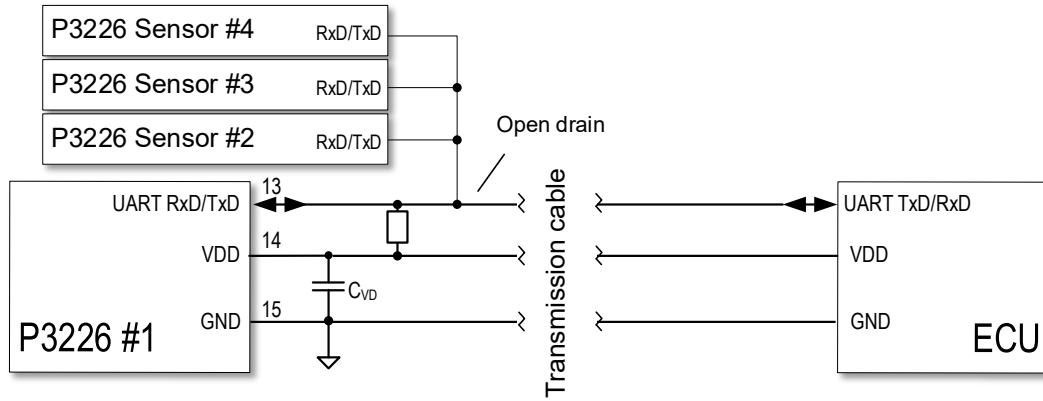 P3226 Sensor #4 RxD/TxD
P3226 Sensor #3 RxD/TxD
P3226 Sensor #2 RxD/TxD
Open drain
13
UART RxD/TxD
UART TxD/RxD
14
VDD
VDD
CVD
15
GND
GND
P3226 #1
ECU
Transmission cable